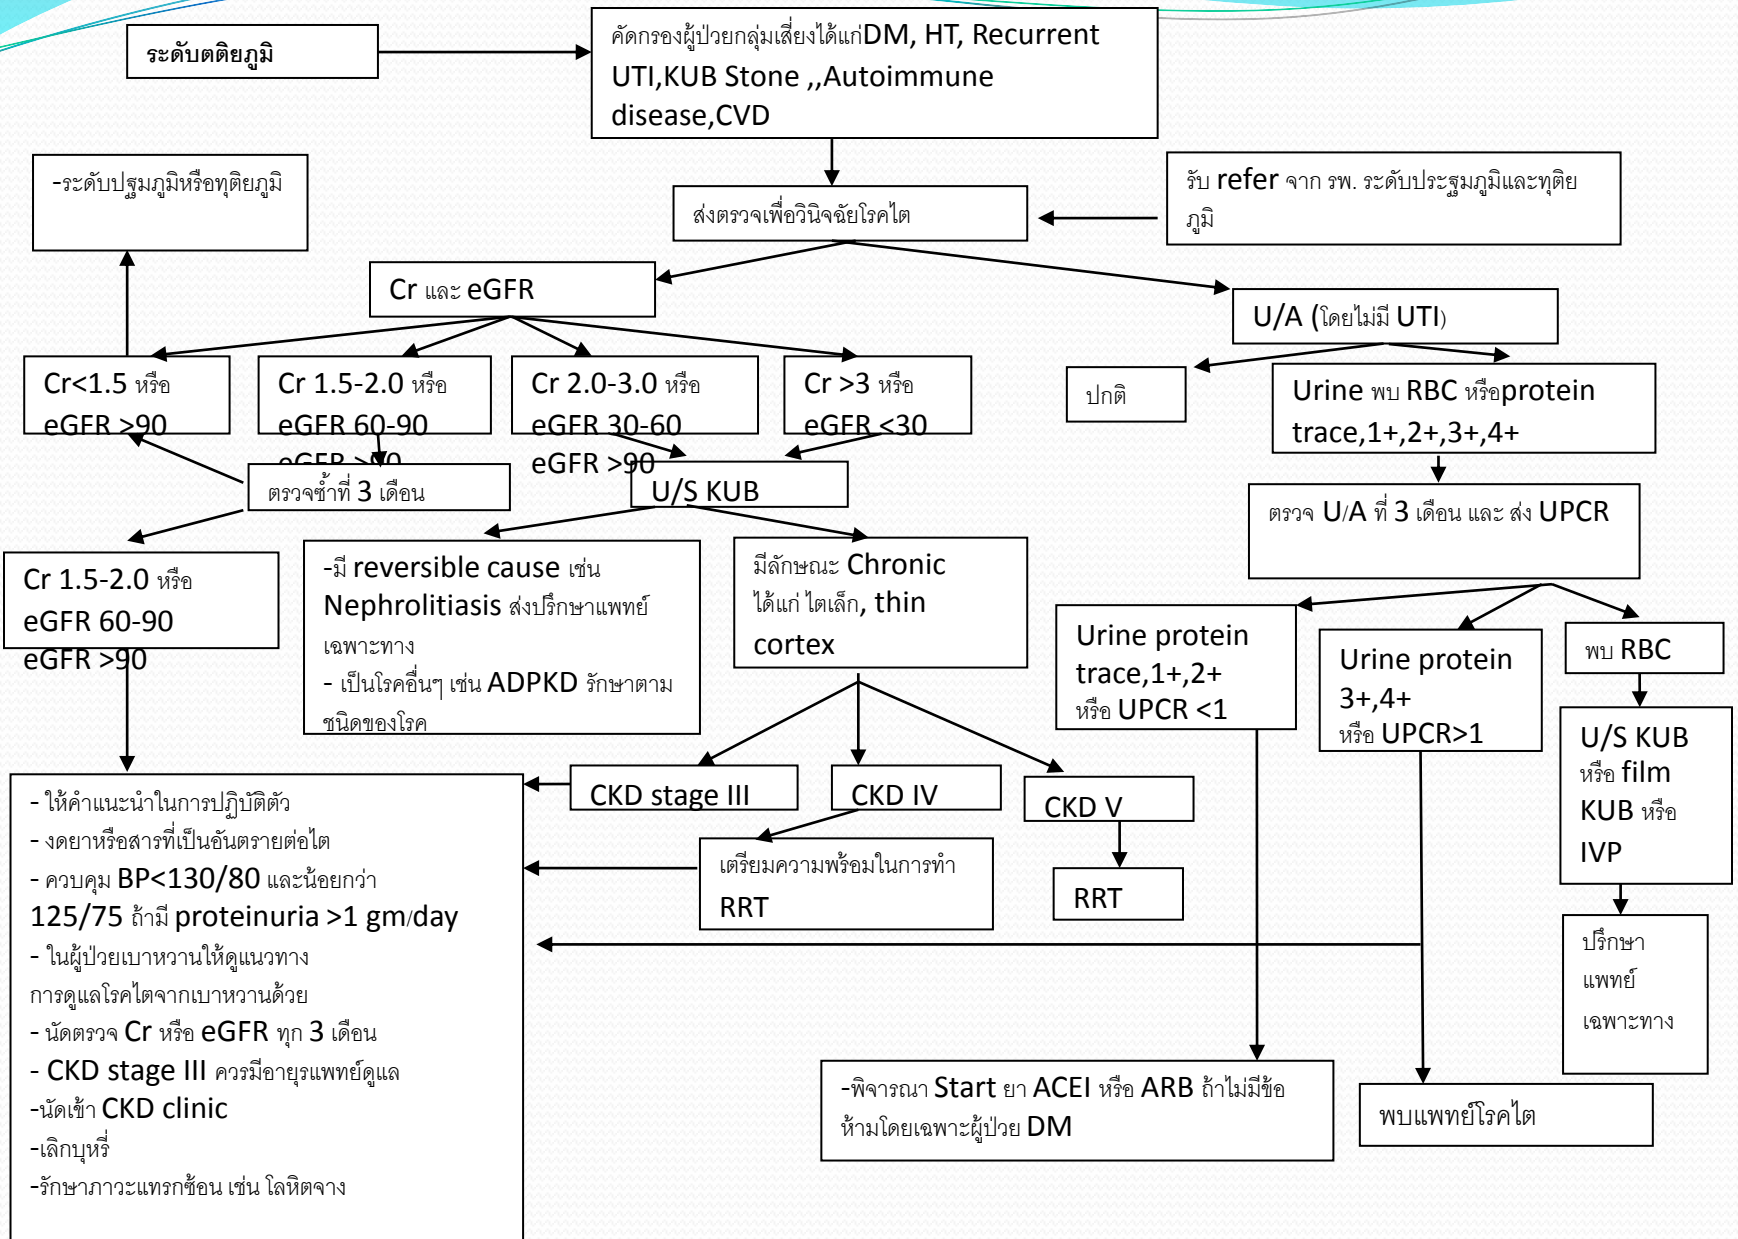 ระดับตติยภูมิ
คัดกรองผู้ป่วยกลุ่มเสี่ยงได้แก่DM, HT, Recurrent
UTI,KUB Stone ,,Autoimmune
disease,CVD
-ระดับปฐมภูมิหรือทุติยภูมิ
ส่งตรวจเพื่อวินิจฉัยโรคไต
รับ refer จาก รพ. ระดับประฐมภูมิและทุติย
ภูมิ
Cr และ eGFR
U/A (โดยไม่มี UTI)
Cr<1.5 หรือ
eGFR >90
Cr 1.5-2.0 หรือ
eGFR 60-90
eGFR >90
Cr 2.0-3.0 หรือ
eGFR 30-60
eGFR >90
Cr >3 หรือ
eGFR <30
ปกติ
Urine พบ RBC หรือprotein
trace,1+,2+,3+,4+
ตรวจซ้ำที่ 3 เดือน
U/S KUB
ตรวจ U/A ที่ 3 เดือน และ ส่ง UPCR
Cr 1.5-2.0 หรือ
eGFR 60-90
eGFR >90
-มี reversible cause เช่น
Nephrolitiasis ส่งปรึกษาแพทย์
เฉพาะทาง
- เป็นโรคอื่นๆ เช่น ADPKD รักษาตาม
ชนิดของโรค
มีลักษณะ Chronic
ได้แก่ ไตเล็ก, thin
cortex
Urine protein
trace,1+,2+
หรือ UPCR <1
Urine protein
3+,4+
หรือ UPCR>1
พบ RBC
U/S KUB
หรือ film
KUB หรือ
IVP
CKD stage III
CKD IV
CKD V
เตรียมความพร้อมในการทำ
RRT
RRT
ปรึกษา
แพทย์
เฉพาะทาง
- ให้คำแนะนำในการปฏิบัติตัว
- งดยาหรือสารที่เป็นอันตรายต่อไต
- ควบคุม BP<130/80 และน้อยกว่า
125/75 ถ้ามี proteinuria >1 gm/day
- ในผู้ป่วยเบาหวานให้ดูแนวทาง
การดูแลโรคไตจากเบาหวานด้วย
- นัดตรวจ Cr หรือ eGFR ทุก 3 เดือน
- CKD stage III ควรมีอายุรแพทย์ดูแล
-นัดเข้า CKD clinic
-เลิกบุหรี่
-รักษาภาวะแทรกซ้อน เช่น โลหิตจาง
-พิจารณา Start ยา ACEI หรือ ARB ถ้าไม่มีข้อ
ห้ามโดยเฉพาะผู้ป่วย DM
พบแพทย์โรคไต